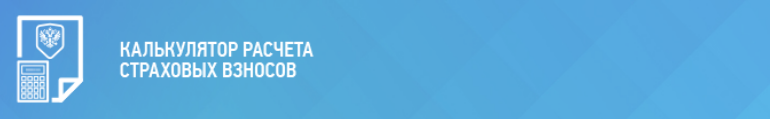 КАЛЬКУЛЯТОР РАСЧЕТА
СТРАХОВЫХ ВЗНОСОВ